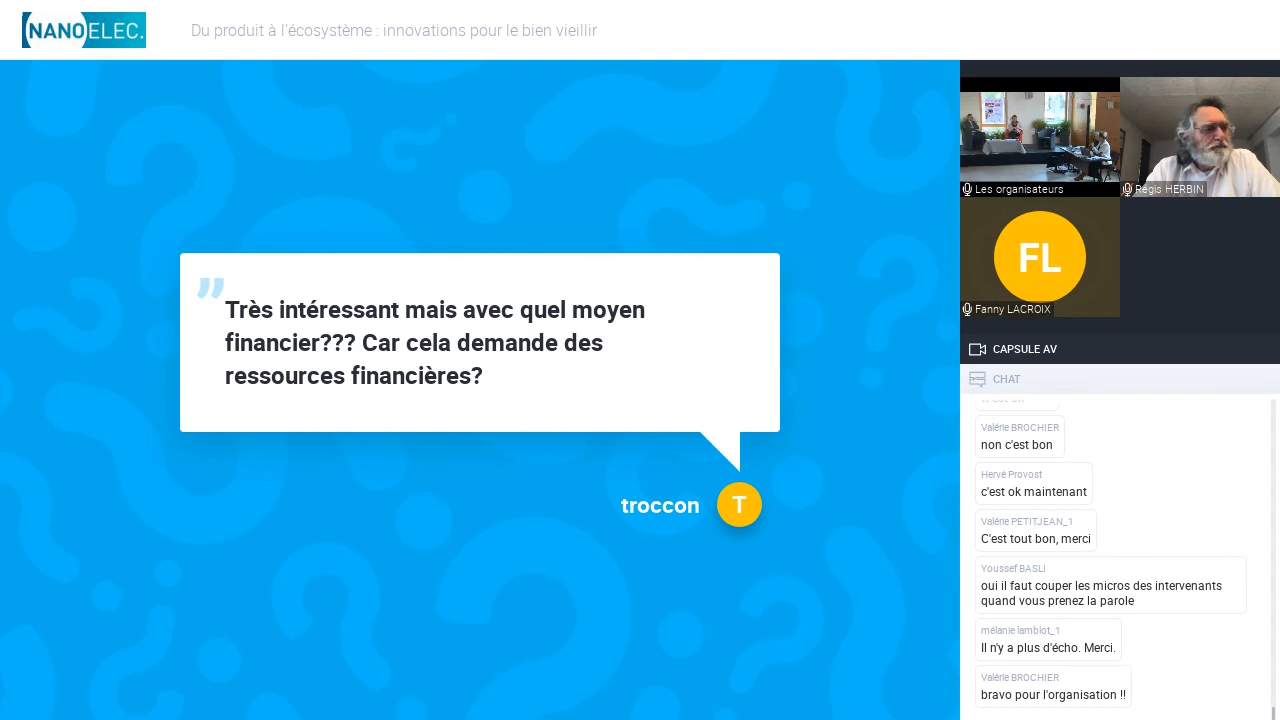 NANOELEC.
Du produit à l'écosystème : innovations pour le bien vieillir
Très intéressant mais avec quel moyen
financier??? Car cela demande des
ressources financières?
troccon
T
Les organisateurs
Régis HERBIN
FL
Fanny LACROIX
CAPSULE AV
CHAT
Valérie BROCHIER
non c'est bon
Hervé Provost
c'est ok maintenant
Valérie PETITJEAN_1
C'est tout bon, merci
Youssef BASLI
oui il faut couper les micros des intervenants
quand vous prenez la parole
mélanie lamblot_1
Il n'y a plus d'écho. Merci.
Valérie BROCHIER
bravo pour l'organisation !!